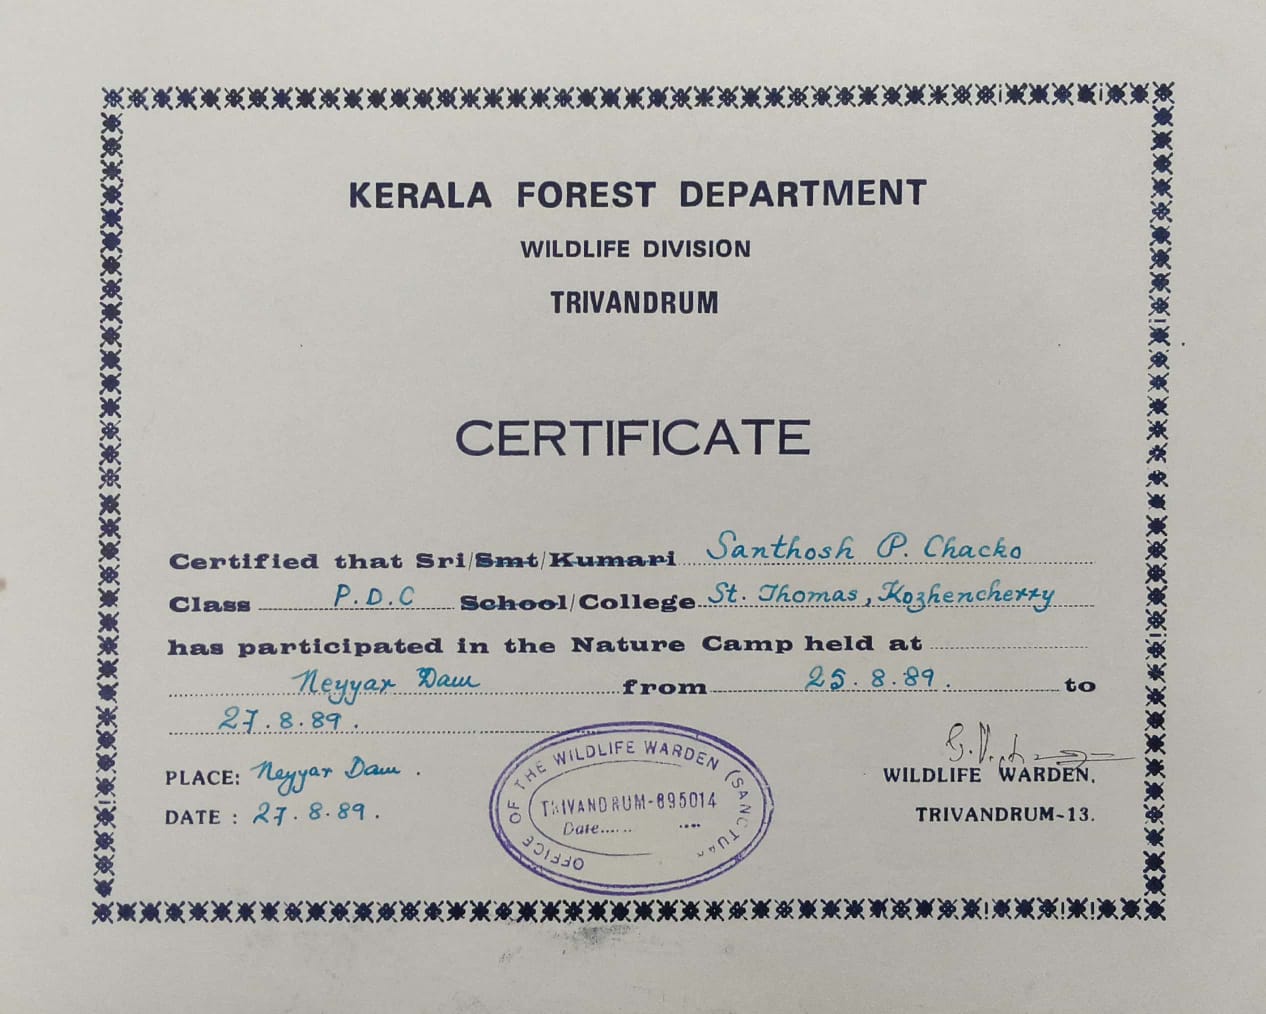 KERALA FOREST DEPARTMENT
WILDLIFE DIVISION
TRIVANDRUM
CERTIFICATE
Certified that Sri/Smt/Kumari Santhosh P. Chacko
Class P.D.C School/College St. Thomas, Kozhencherry
has participated in the Nature Camp held at
Neyyar Dam from 25.8.89. to
27.8.89.
PLACE: Neyyar Dam.
DATE : 27.8.89.
OFFICE OF THE WILDLIFE WARDEN
TRIVANDRUM-695014
Date......
WILDLIFE WARDEN,
TRIVANDRUM-13.